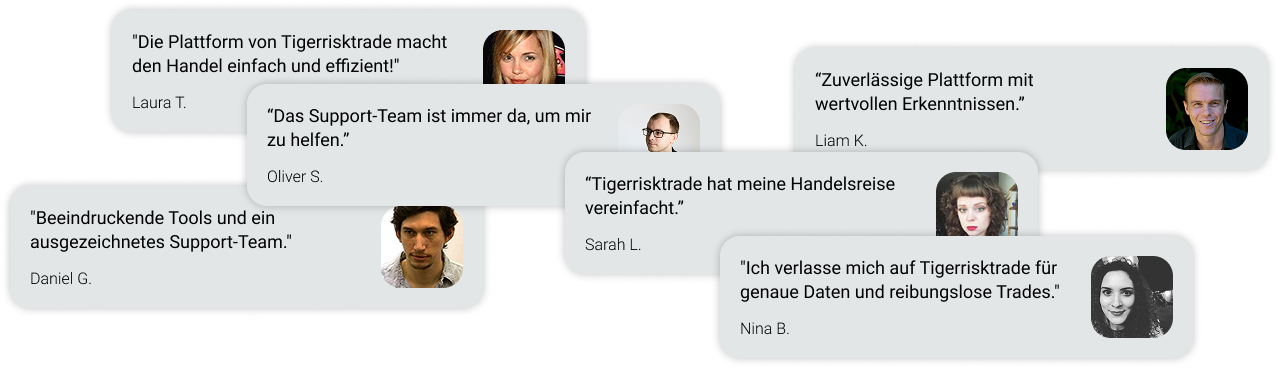 "Die Plattform von Tigerrisktrade macht
den Handel einfach und effizient!"
Laura T.
“Das Support-Team ist immer da, um mir
zu helfen.”
Oliver S.
"Beeindruckende Tools und ein
ausgezeichnetes Support-Team."
Daniel G.
“Zuverlässige Plattform mit
wertvollen Erkenntnissen.”
Liam K.
“Tigerrisktrade hat meine Handelsreise
vereinfacht.”
Sarah L.
"Ich verlasse mich auf Tigerrisktrade für
genaue Daten und reibungslose Trades."
Nina B.